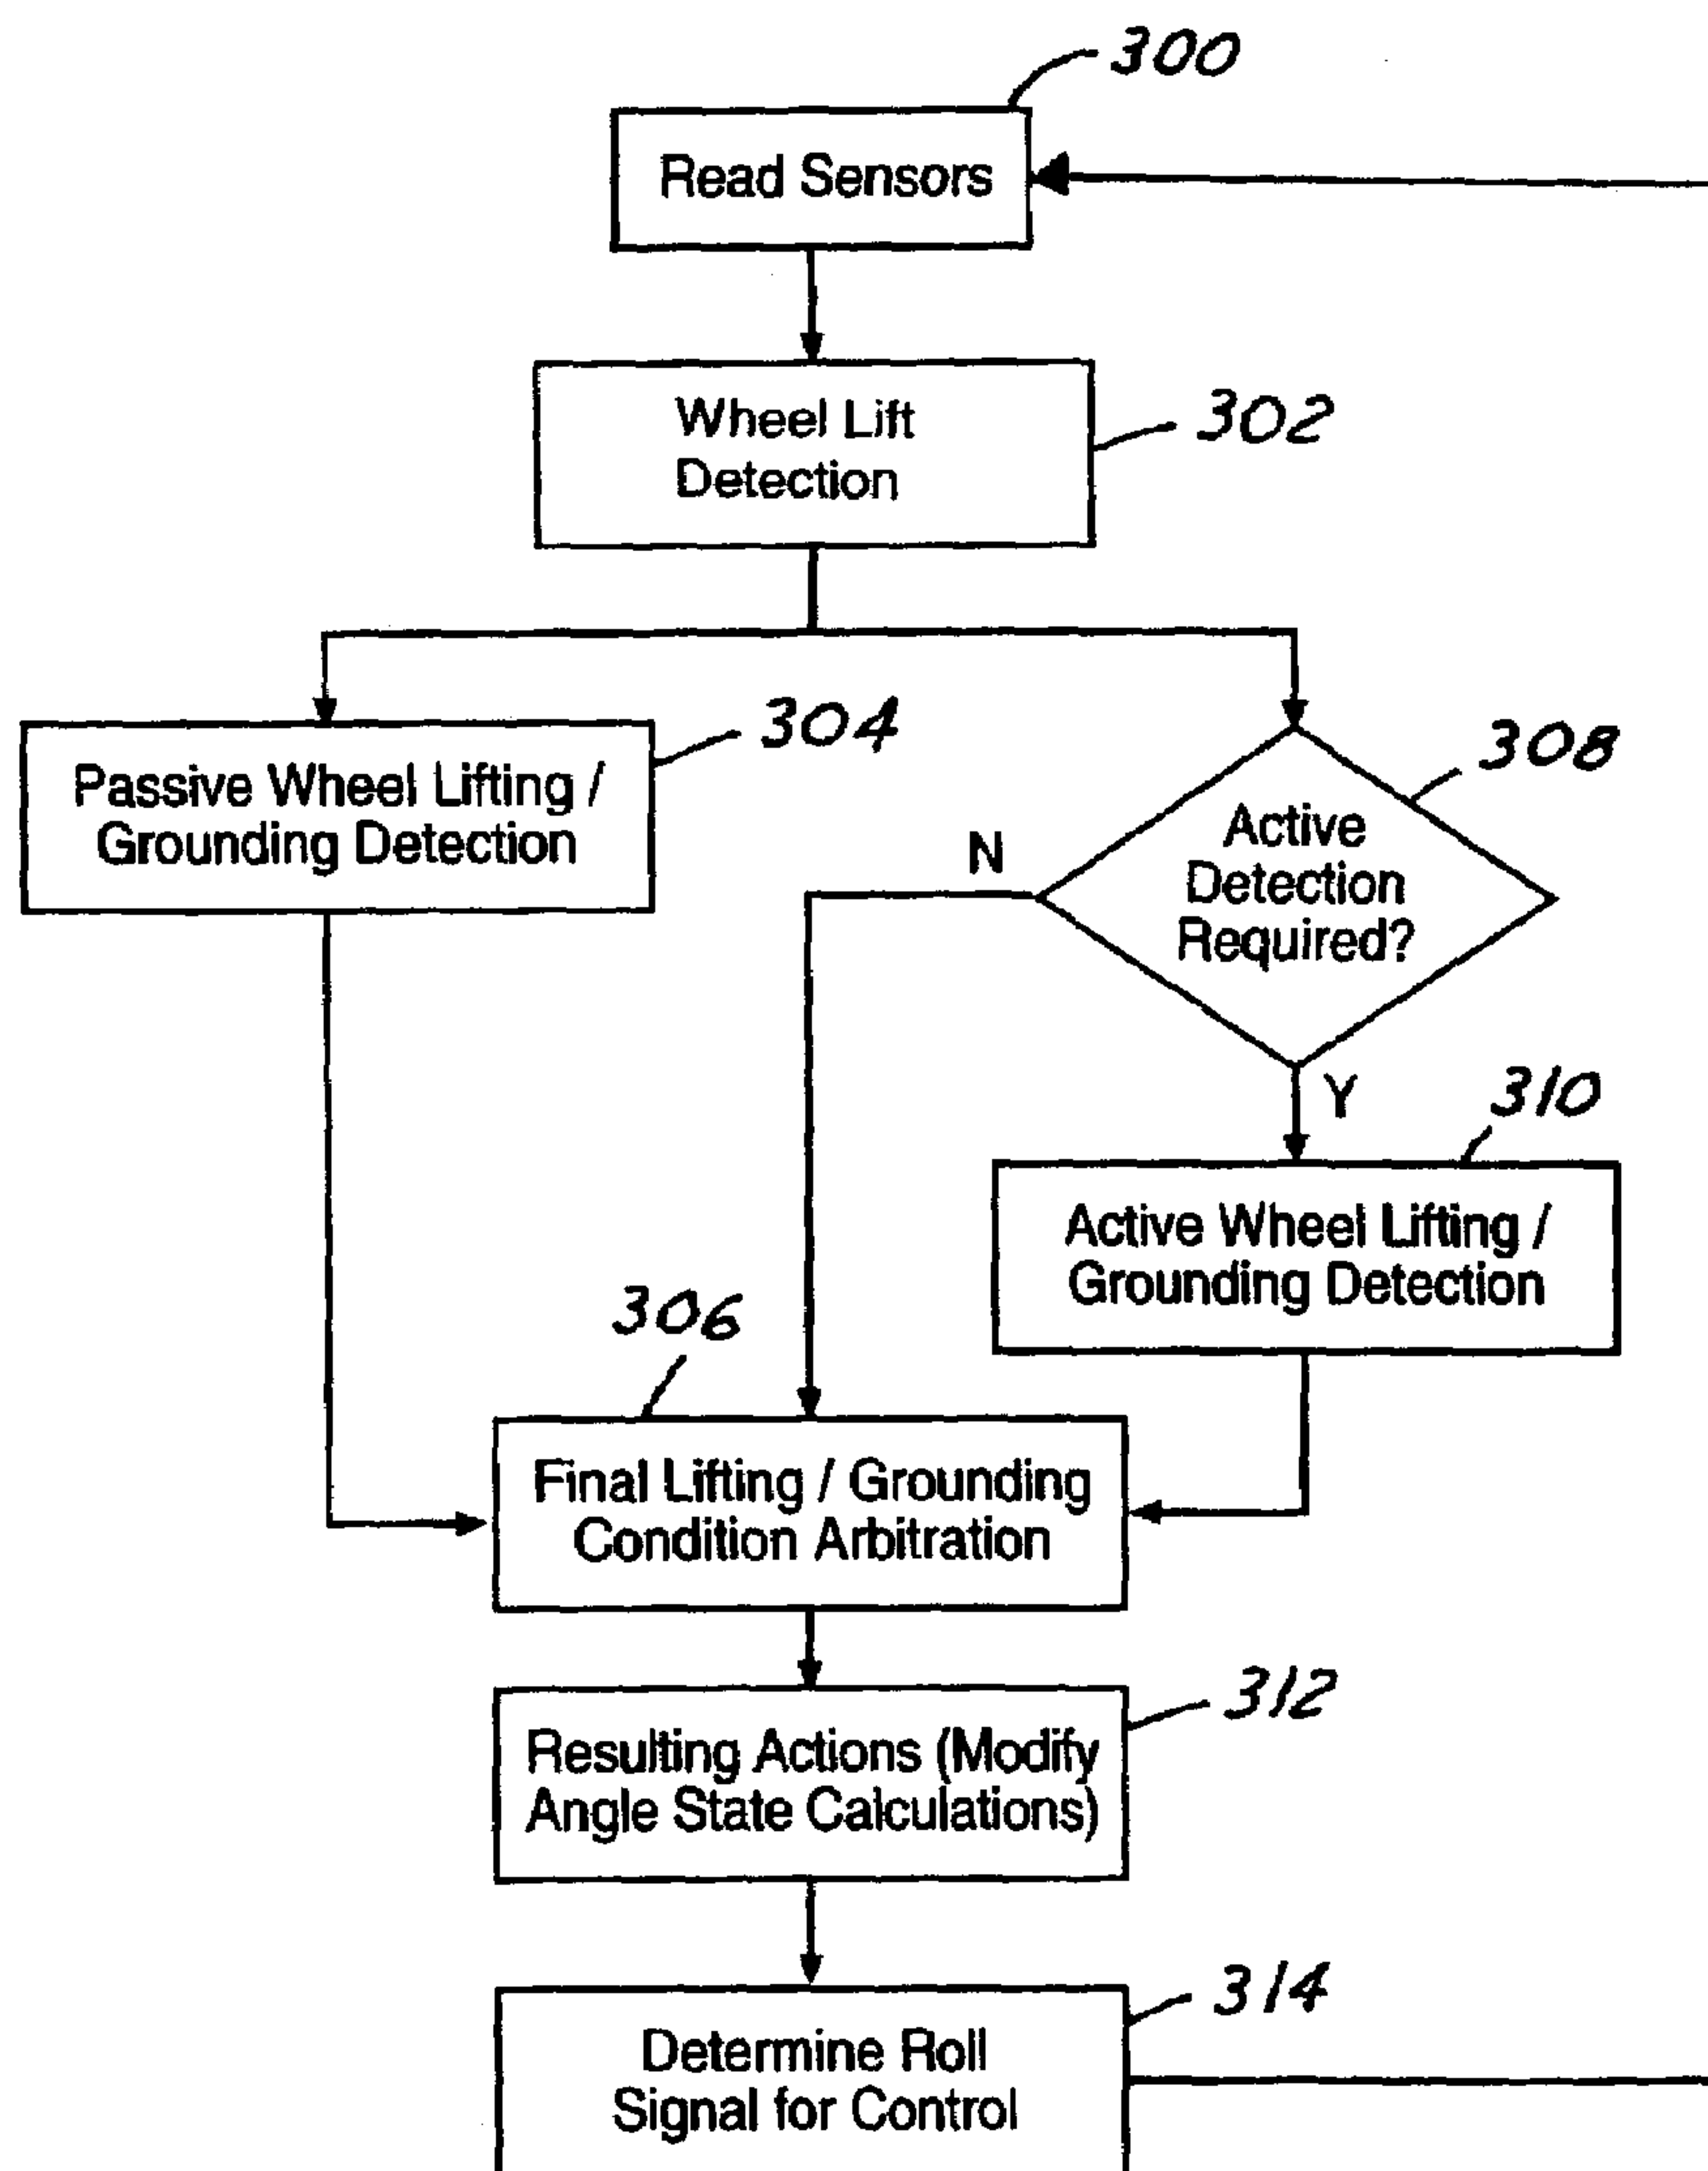 300
Read Sensors
Wheel Lift
Detection
302
Passive Wheel Lifting /
Grounding Detection
304
308
Active
Detection
Required?
N
Y
310
Active Wheel Lifting /
Grounding Detection
306
Final Lifting / Grounding
Condition Arbitration
312
Resulting Actions (Modify
Angle State Calculations)
314
Determine Roll
Signal for Control